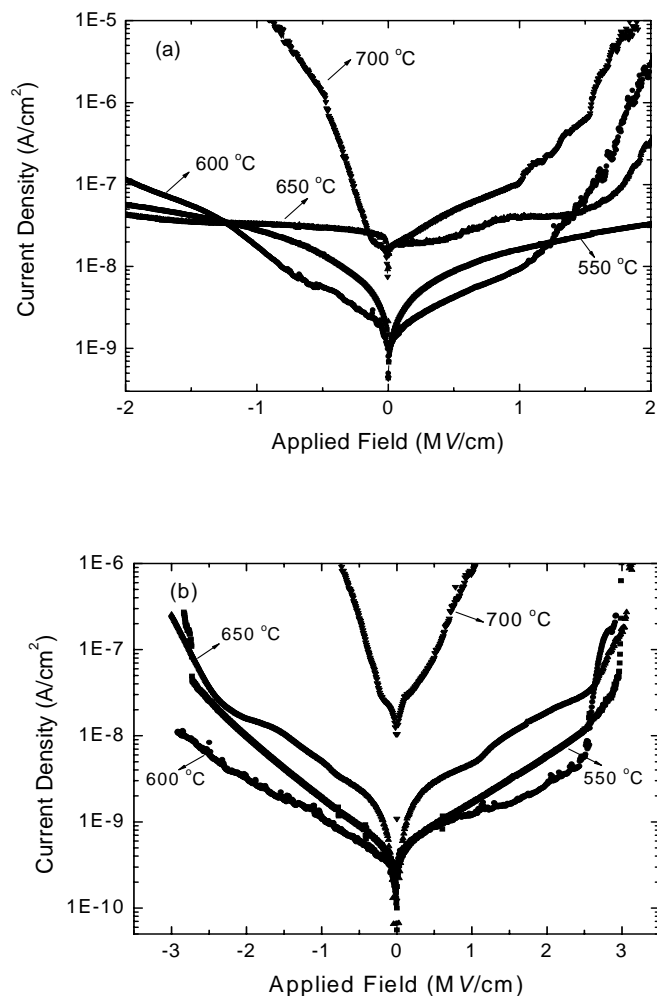 (a)
1E-5
1E-6
1E-7
1E-8
1E-9
Current Density (A/cm²)
700 °C
600 °C
650 °C
550 °C
-2 -1 0 1 2
Applied Field (MV/cm)
(b)
1E-6
1E-7
1E-8
1E-9
1E-10
Current Density (A/cm²)
650 °C
700 °C
600 °C
550 °C
-3 -2 -1 0 1 2 3
Applied Field (MV/cm)